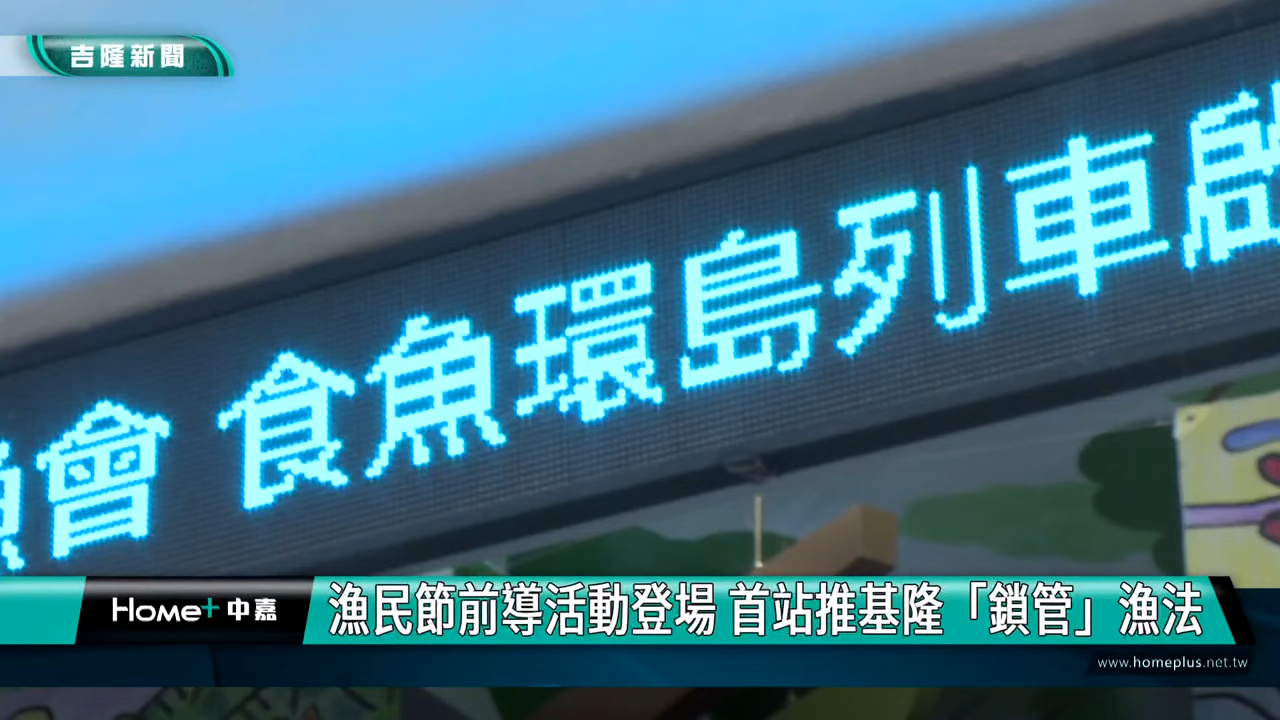 吉隆新聞
會 食魚環島列車啟
Home+中嘉
漁民節前導活動登場 首站推基隆「鎖管」漁法
www.homeplus.net.tw